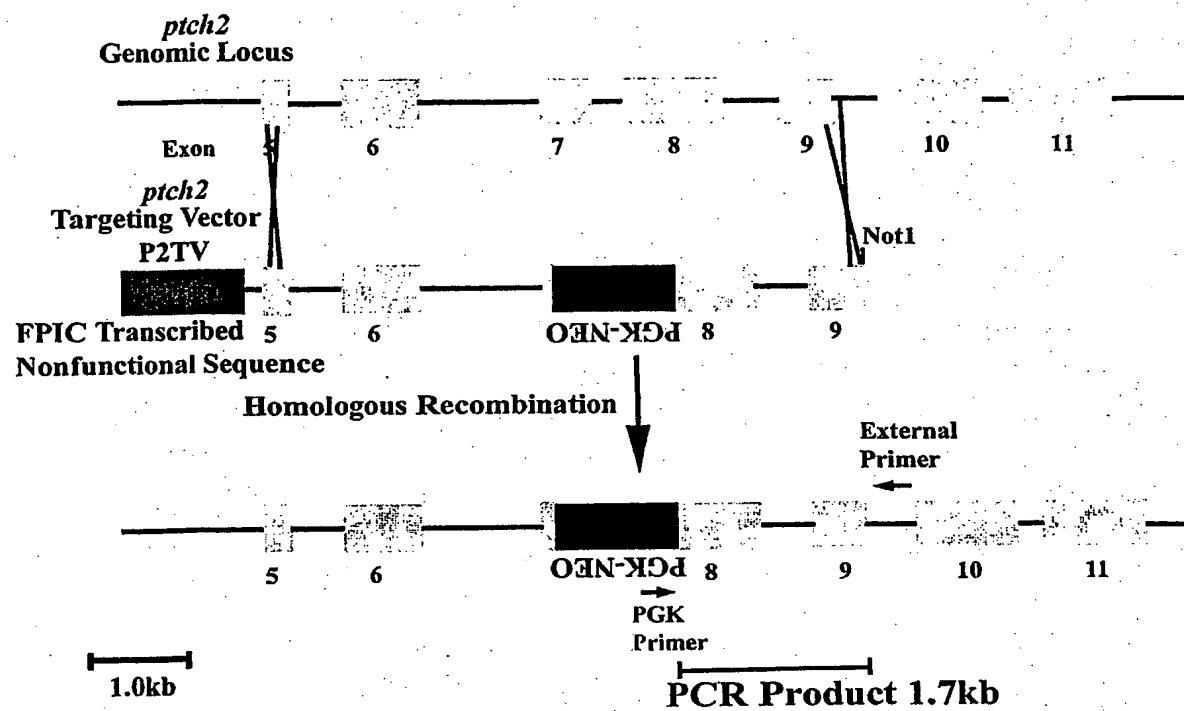 ptch2
Genomic Locus
Exon
5 6 7 8 9 10 11
ptch2
Targeting Vector
P2TV
Not1
FPIC Transcribed
Nonfunctional Sequence
5 6 PGK-NEO 8 9
Homologous Recombination
External
Primer
5 6 PGK-NEO 8 9 10 11
PGK
Primer
1.0kb
PCR Product 1.7kb